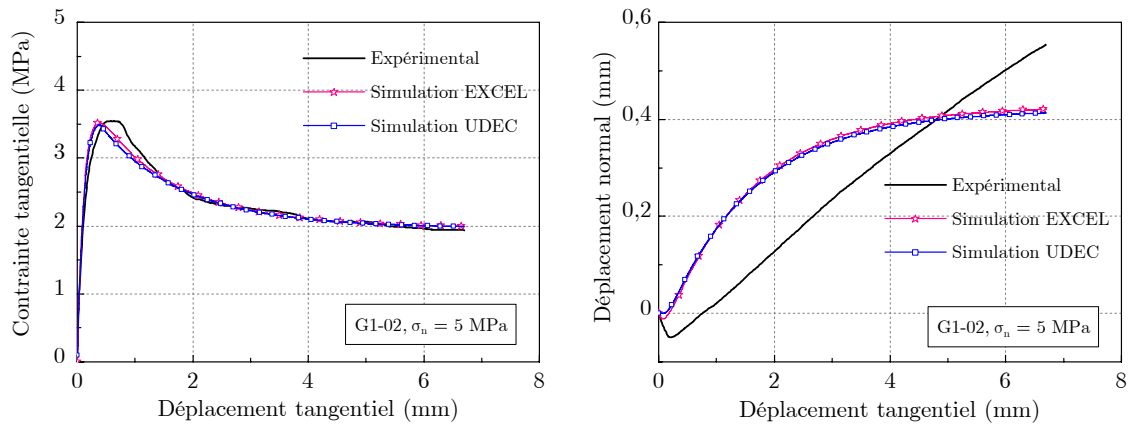 5
4
3
2
1
0
Contrainte tangentielle (MPa)
Expérimental
Simulation EXCEL
Simulation UDEC
G1-02, σn = 5 MPa
0 2 4 6 8
Déplacement tangentiel (mm)
0,6
0,4
0,2
0
Déplacement normal (mm)
Expérimental
Simulation EXCEL
Simulation UDEC
G1-02, σn = 5 MPa
0 2 4 6 8
Déplacement tangentiel (mm)